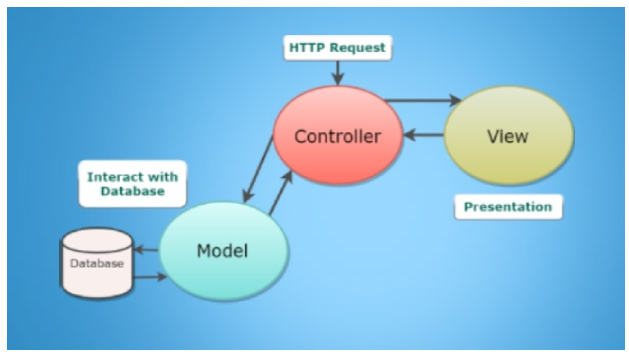 HTTP Request
Controller
View
Interact with
Database
Presentation
Model
Database